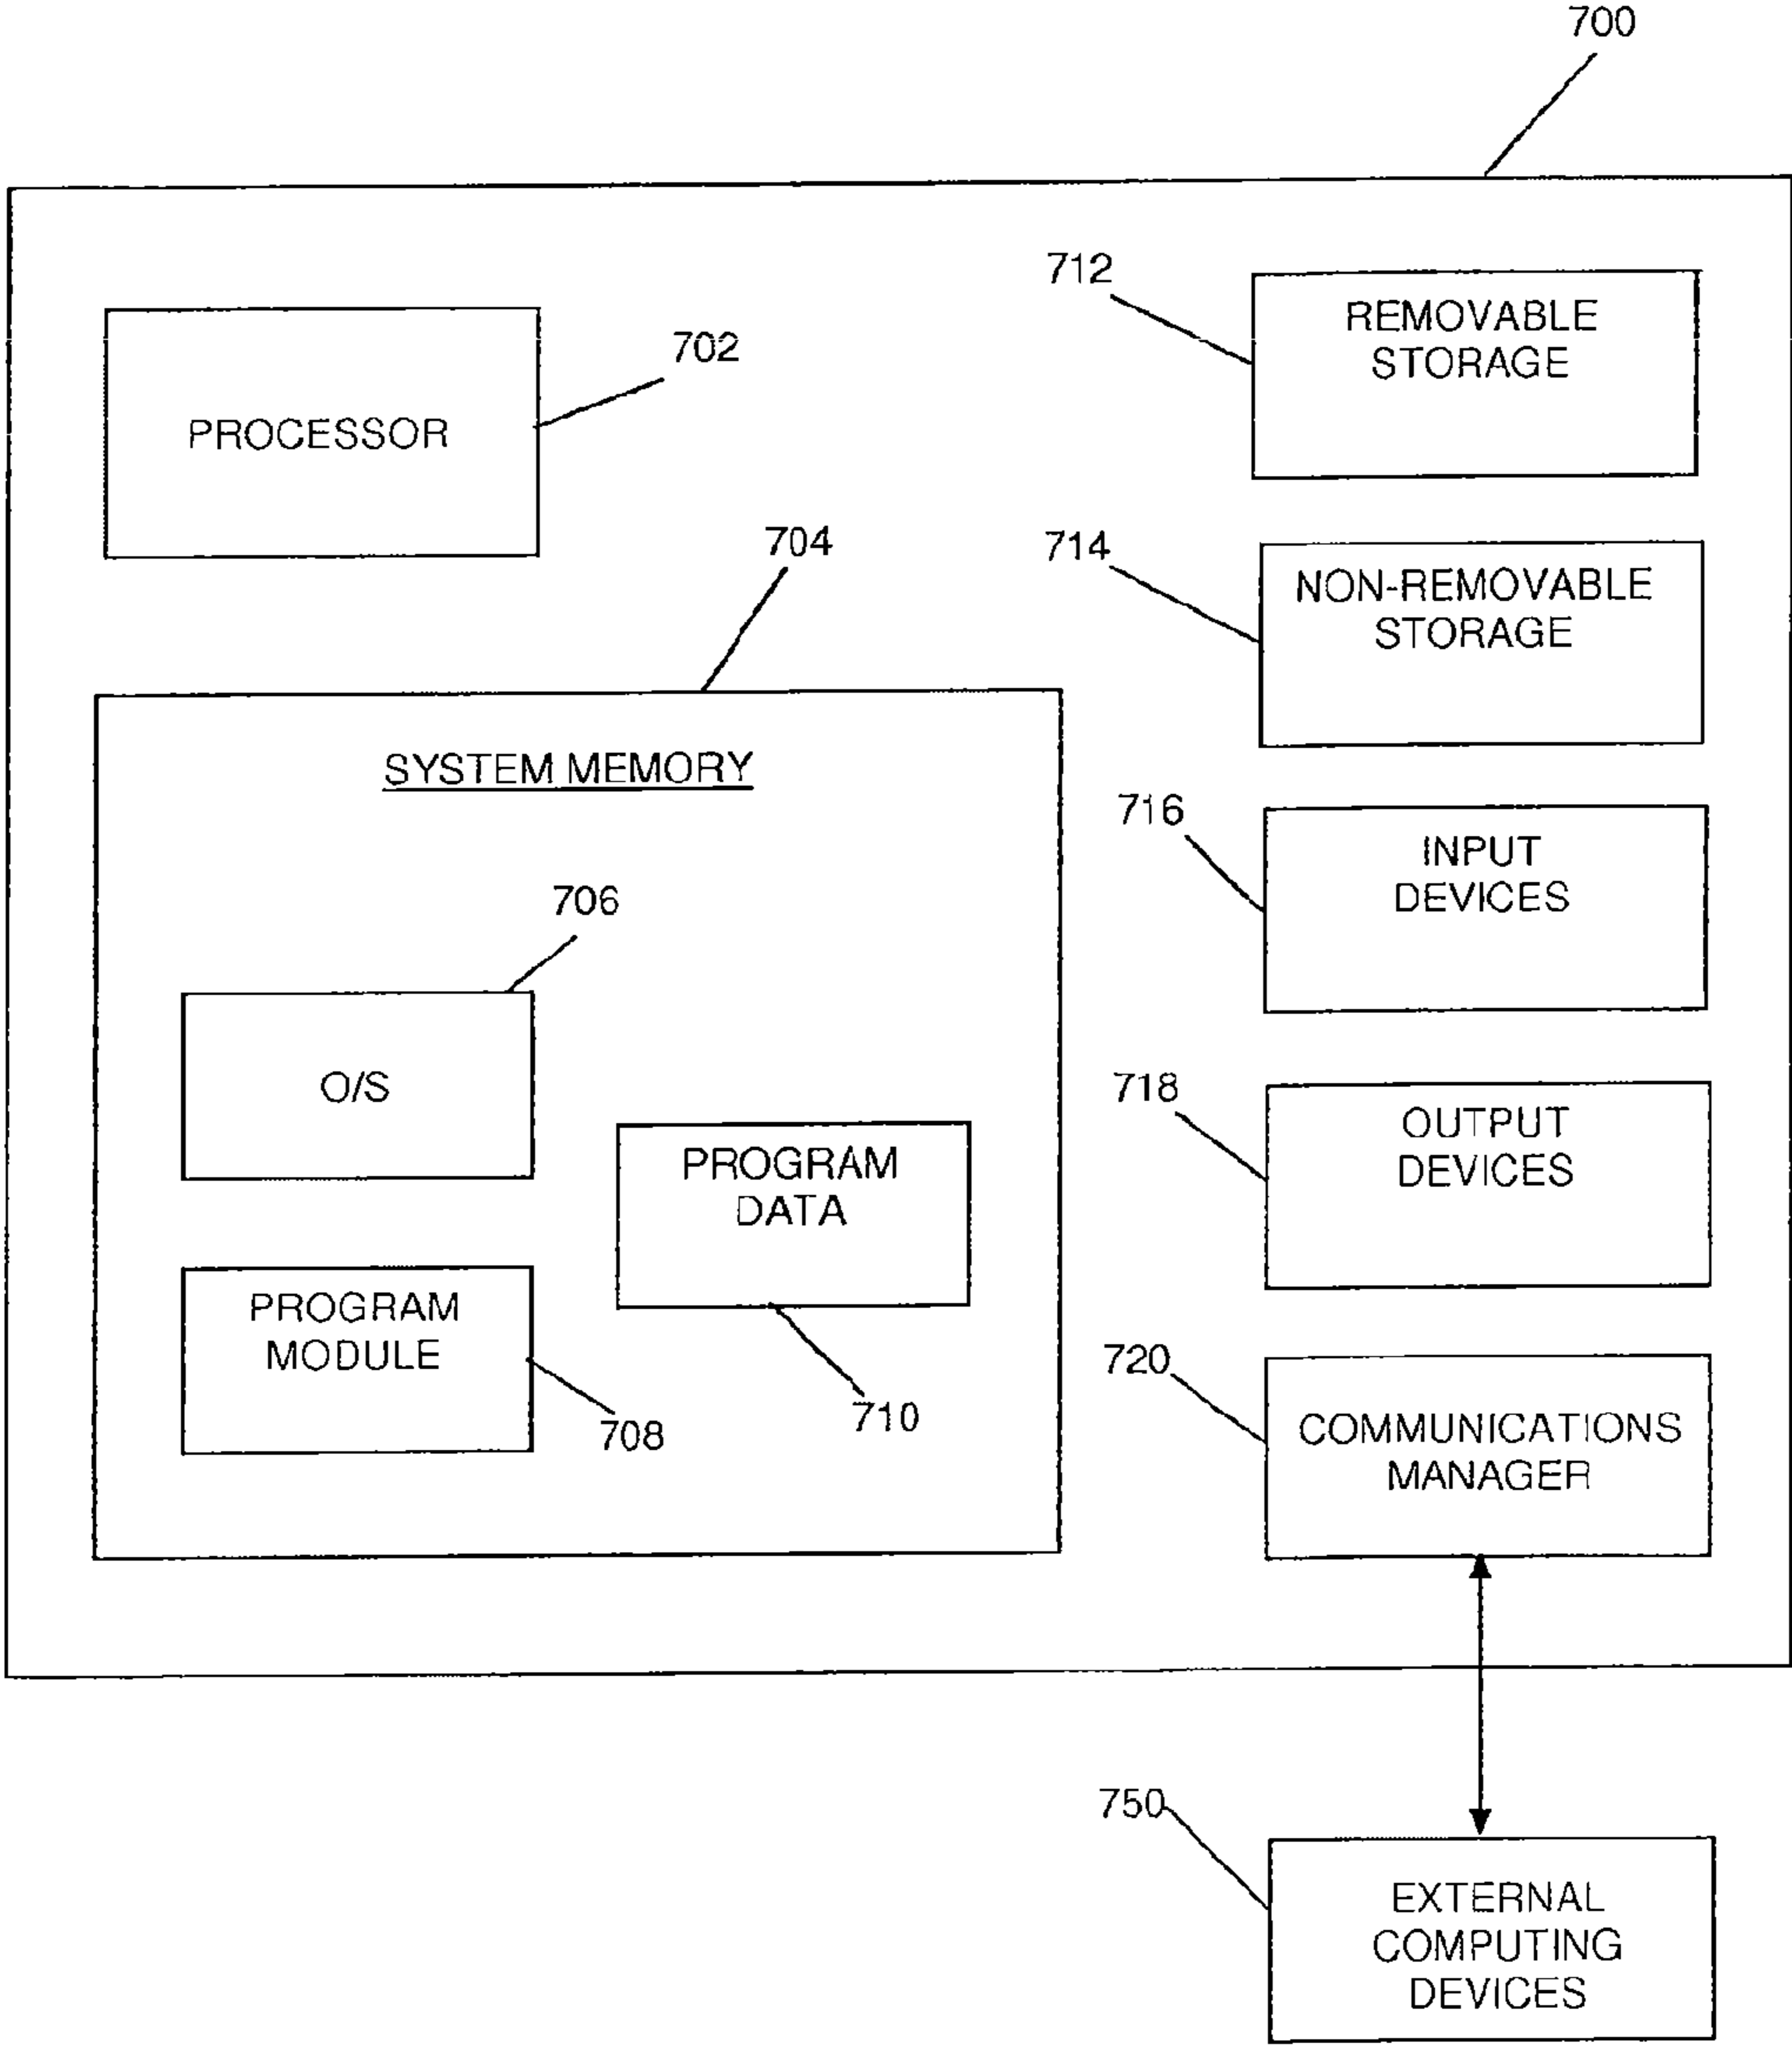 700
712
REMOVABLE
STORAGE
702
PROCESSOR
704
714
NON-REMOVABLE
STORAGE
SYSTEM MEMORY
716
INPUT
DEVICES
706
O/S
718
OUTPUT
DEVICES
PROGRAM
DATA
PROGRAM
MODULE
708
710
720
COMMUNICATIONS
MANAGER
750
EXTERNAL
COMPUTING
DEVICES